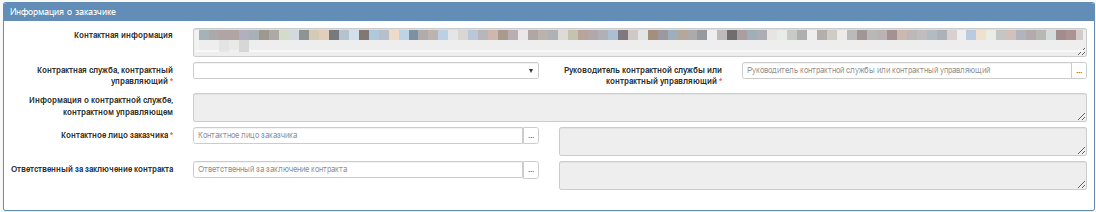 Информация о заказчике
Контактная информация
Контрактная служба, контрактный
управляющий *
Руководитель контрактной службы или
контрактный управляющий *
Руководитель контрактной службы или контрактный управляющий
...
Информация о контрактной службе,
контрактном управляющем
Контактное лицо заказчика *
Контактное лицо заказчика
...
Ответственный за заключение контракта
Ответственный за заключение контракта
...